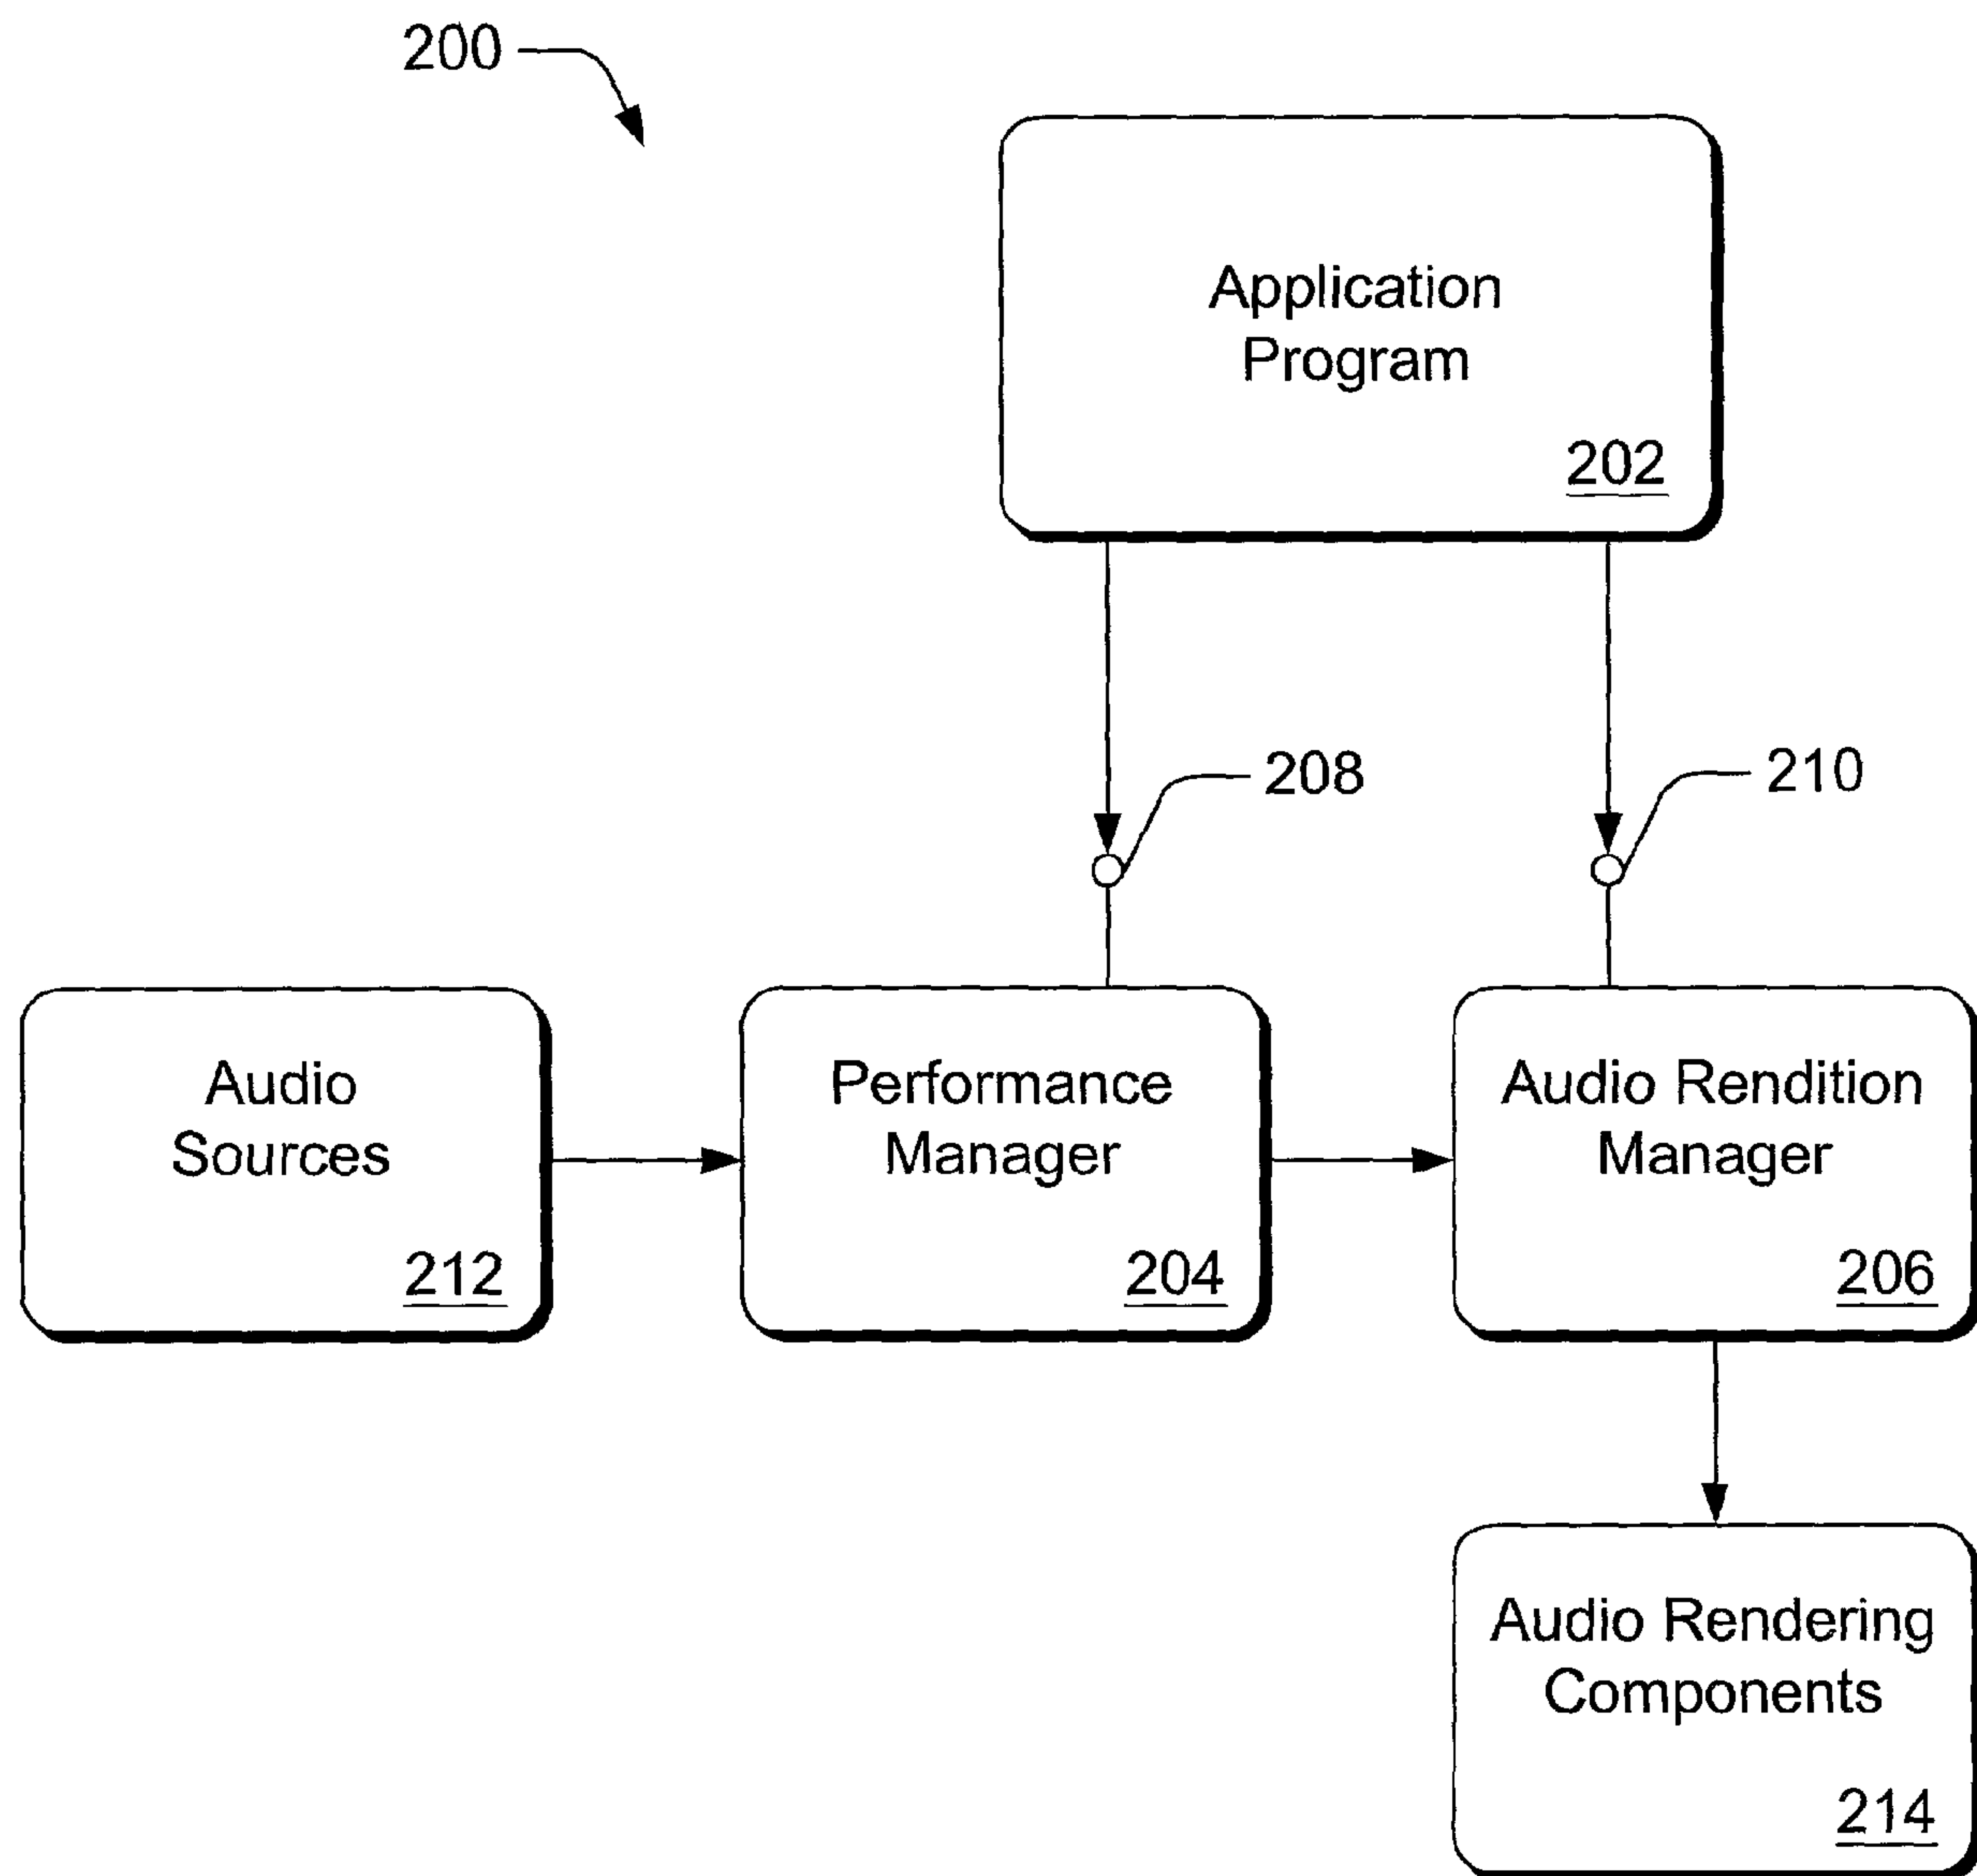 200
Application
Program
202
208
210
Audio
Sources
212
Performance
Manager
204
Audio Rendition
Manager
206
Audio Rendering
Components
214